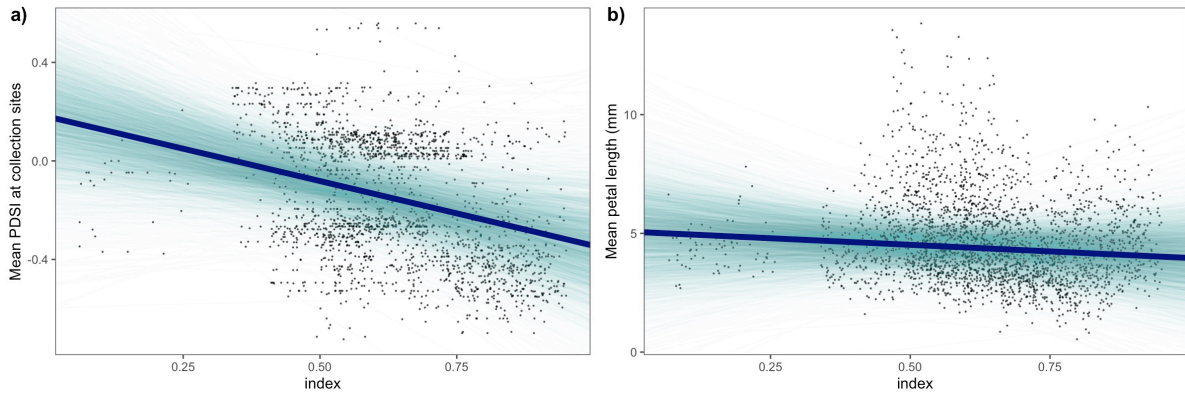 a)
Mean PDSI at collection sites
0.4
0.0
-0.4
0.25
0.50
0.75
index
b)
Mean petal length (mm
10
5
0
0.25
0.50
0.75
index